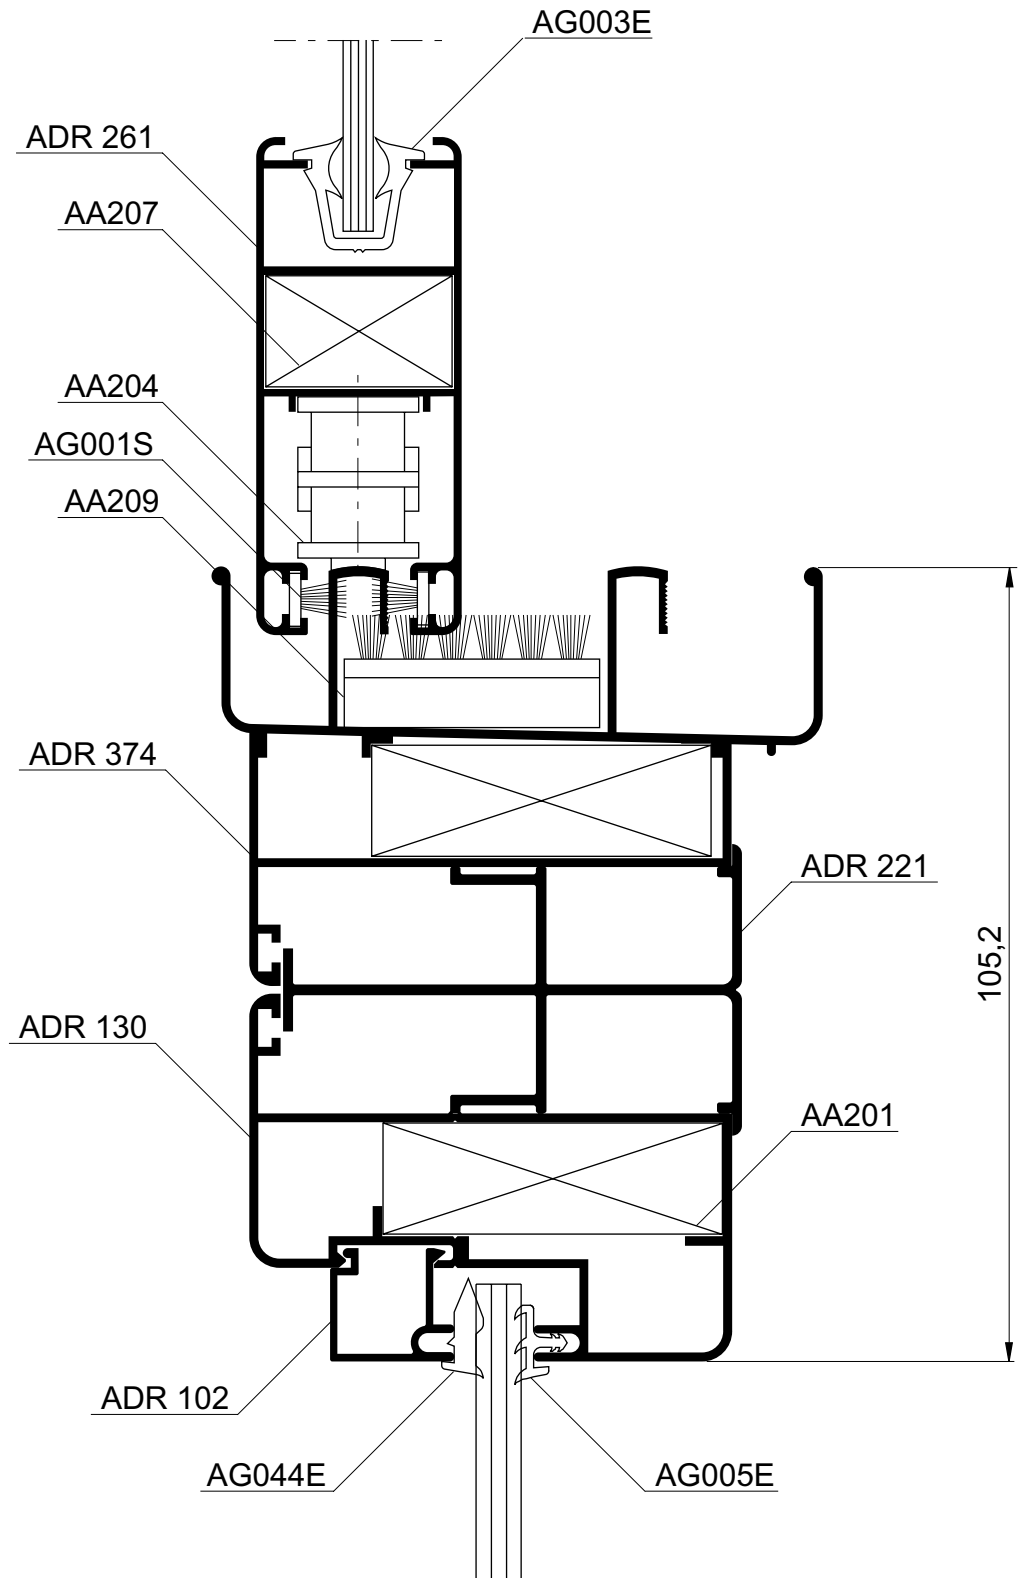 AG003E
ADR 261
AA207
AA204
AG001S
AA209
ADR 374
ADR 221
105,2
ADR 130
AA201
ADR 102
AG044E
AG005E